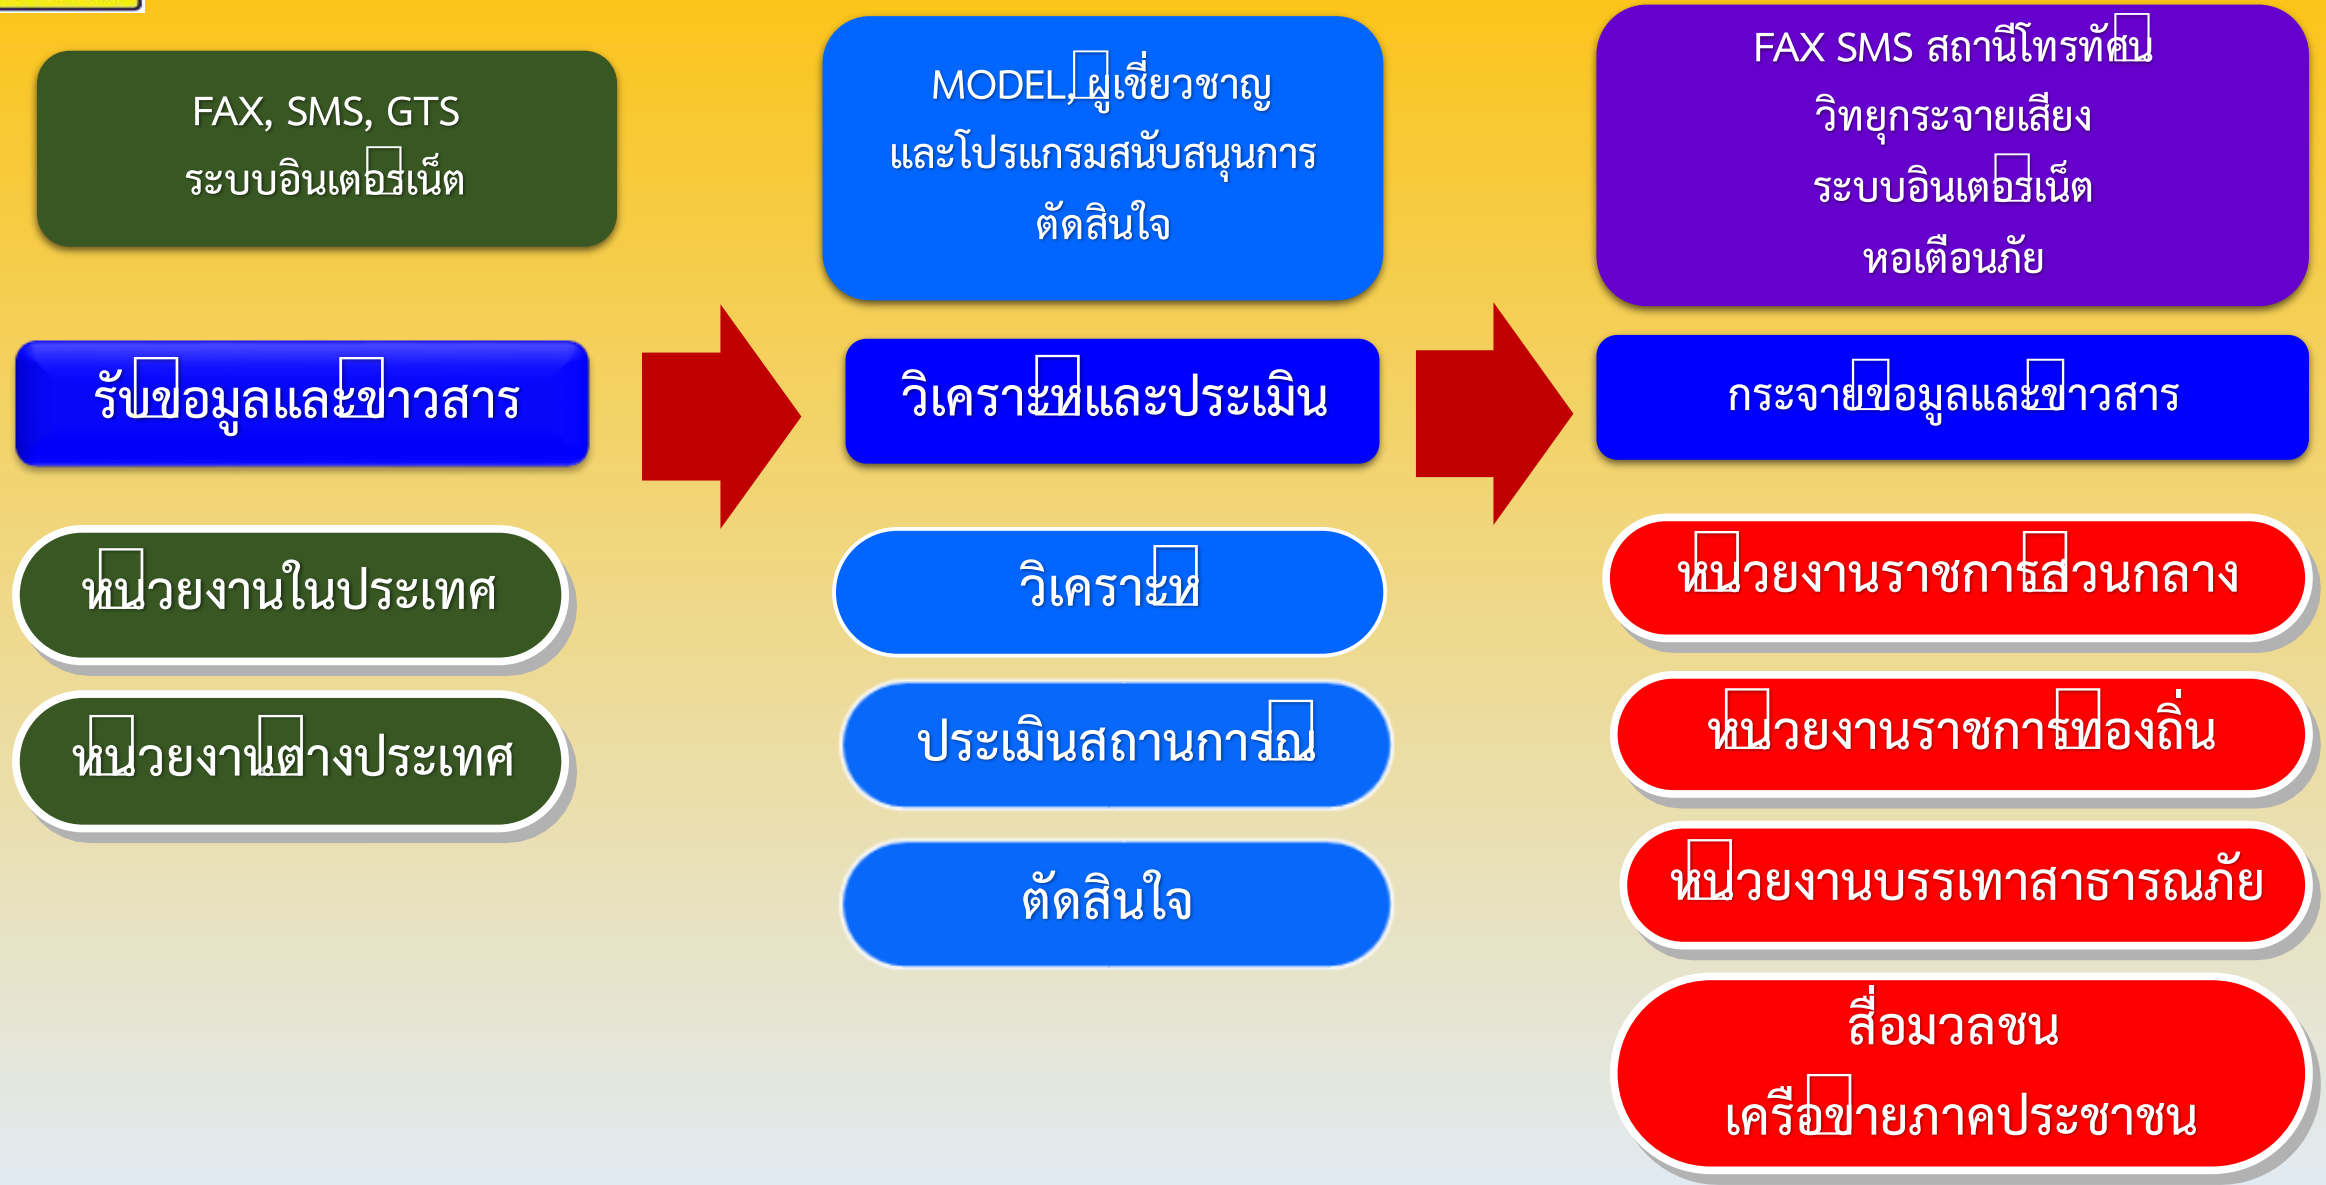 FAX, SMS, GTS
ระบบอินเตอร์เน็ต
รับข้อมูลและข่าวสาร
หน่วยงานในประเทศ
หน่วยงานต่างประเทศ
MODEL, ผู้เชี่ยวชาญ
และโปรแกรมสนับสนุนการ
ตัดสินใจ
วิเคราะห์และประเมิน
วิเคราะห์
ประเมินสถานการณ์
ตัดสินใจ
FAX SMS สถานีโทรทัศน์
วิทยุกระจายเสียง
ระบบอินเตอร์เน็ต
หอเตือนภัย
กระจายข้อมูลและข่าวสาร
หน่วยงานราชการส่วนกลาง
หน่วยงานราชการท้องถิ่น
หน่วยงานบรรเทาสาธารณภัย
สื่อมวลชน
เครือข่ายภาคประชาชน